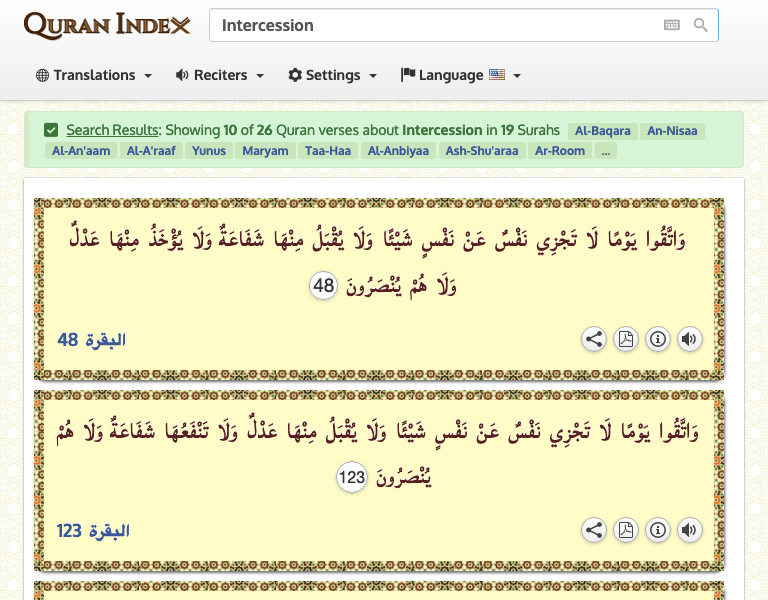 QURAN INDEX
Intercession
Translations Reciters Settings Language
Search Results: Showing 10 of 26 Quran verses about Intercession in 19 Surahs Al-Baqara An-Nisaa
Al-An'aam Al-A'raaf Yunus Maryam Taa-Haa Al-Anbiyaa Ash-Shu'araa Ar-Room ...
وَاتَّقُوا يَوْمًا لَا تَجْزِي نَفْسٌ عَنْ نَفْسٍ شَيْئًا وَلَا يُقْبَلُ مِنْهَا شَفَاعَةٌ وَلَا يُؤْخَذُ مِنْهَا عَدْلٌ
وَلَا هُمْ يُنْصَرُونَ 48
البقرة 48
وَاتَّقُوا يَوْمًا لَا تَجْزِي نَفْسٌ عَنْ نَفْسٍ شَيْئًا وَلَا يُقْبَلُ مِنْهَا عَدْلٌ وَلَا تَنْفَعُهَا شَفَاعَةٌ وَلَا هُمْ
يُنْصَرُونَ 123
البقرة 123